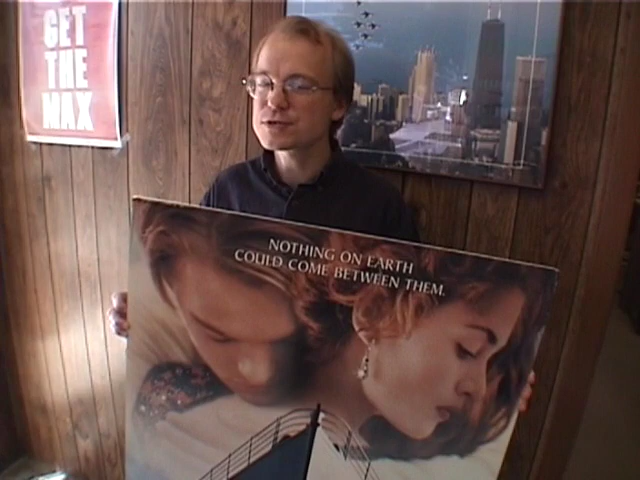 GET
THE
MAX
NOTHING ON EARTH
COULD COME BETWEEN THEM.